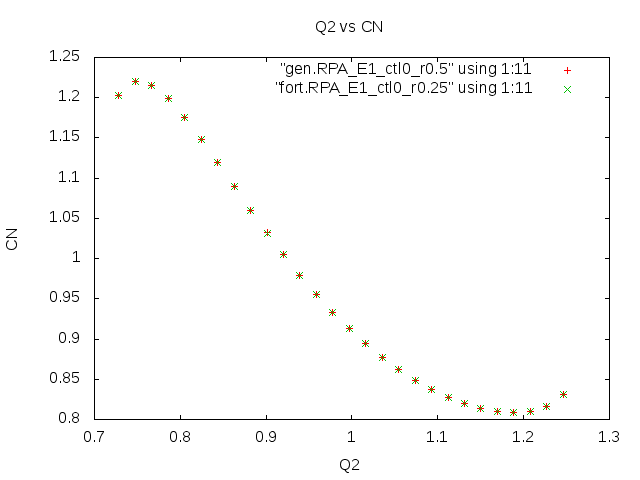 Q2 vs CN
"gen.RPA_E1_ctl0_r0.5" using 1:11
"fort.RPA_E1_ctl0_r0.25" using 1:11
1.25
1.2
1.15
1.1
1.05
1
0.95
0.9
0.85
0.8
CN
0.7 0.8 0.9 1 1.1 1.2 1.3
Q2